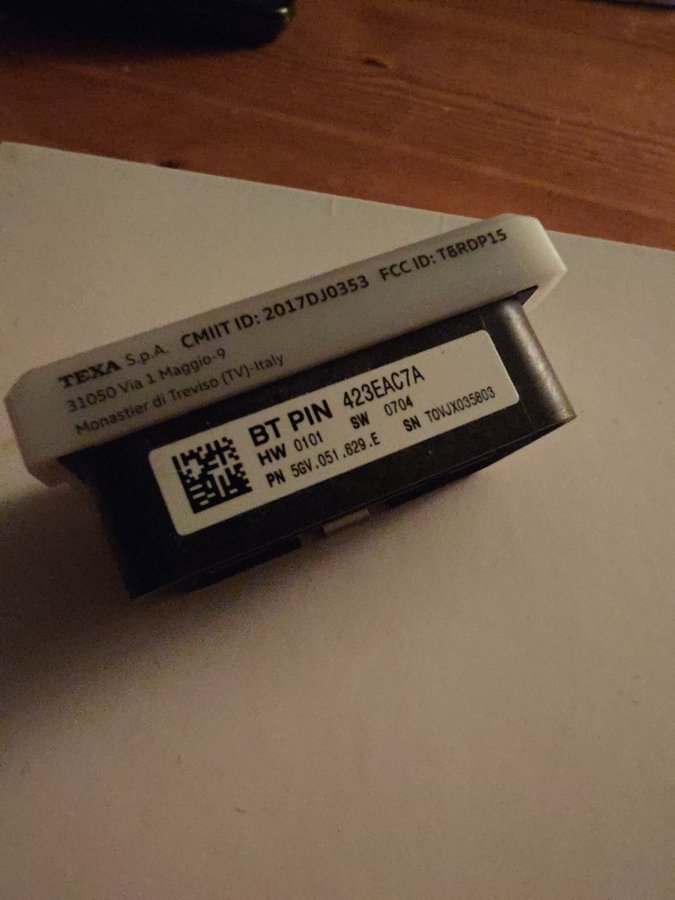 TEXA S.p.A. CMIIT ID: 2017DJ0353 FCC ID: T8RDP15
31050 Via 1 Maggio-9
Monastier di Treviso (TV)-Italy
BT PIN 423EAC7A
HW 0101 SW 0704
PN 5GV.051.629.E SN TOVJX035803